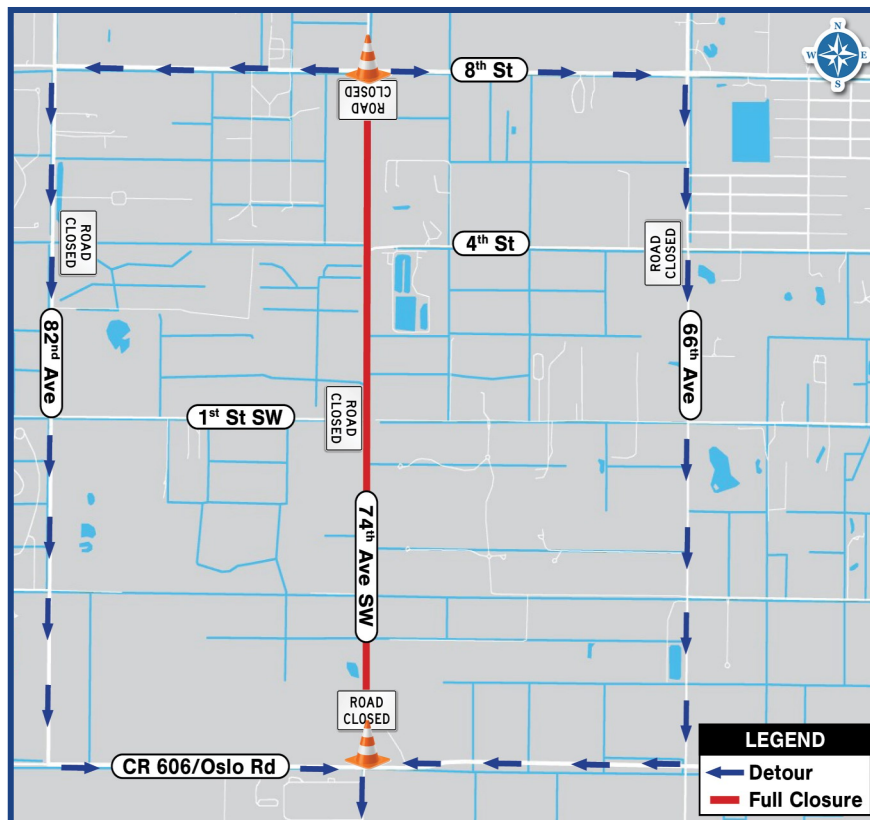 N
W E
S
8th St
ROAD
CLOSED
ROAD
CLOSED
4th St
ROAD
CLOSED
82nd Ave
66th Ave
ROAD
CLOSED
1st St SW
74th Ave SW
ROAD
CLOSED
CR 606/Oslo Rd
LEGEND
Detour
Full Closure